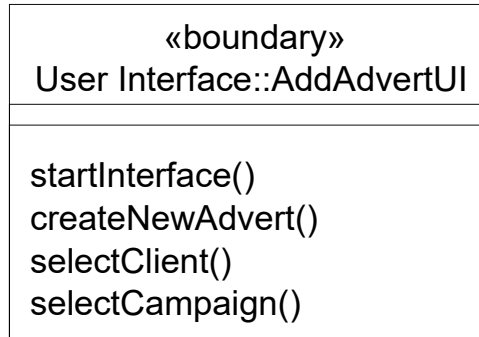 «boundary»
User Interface::AddAdvertUI
startInterface()
createNewAdvert()
selectClient()
selectCampaign()